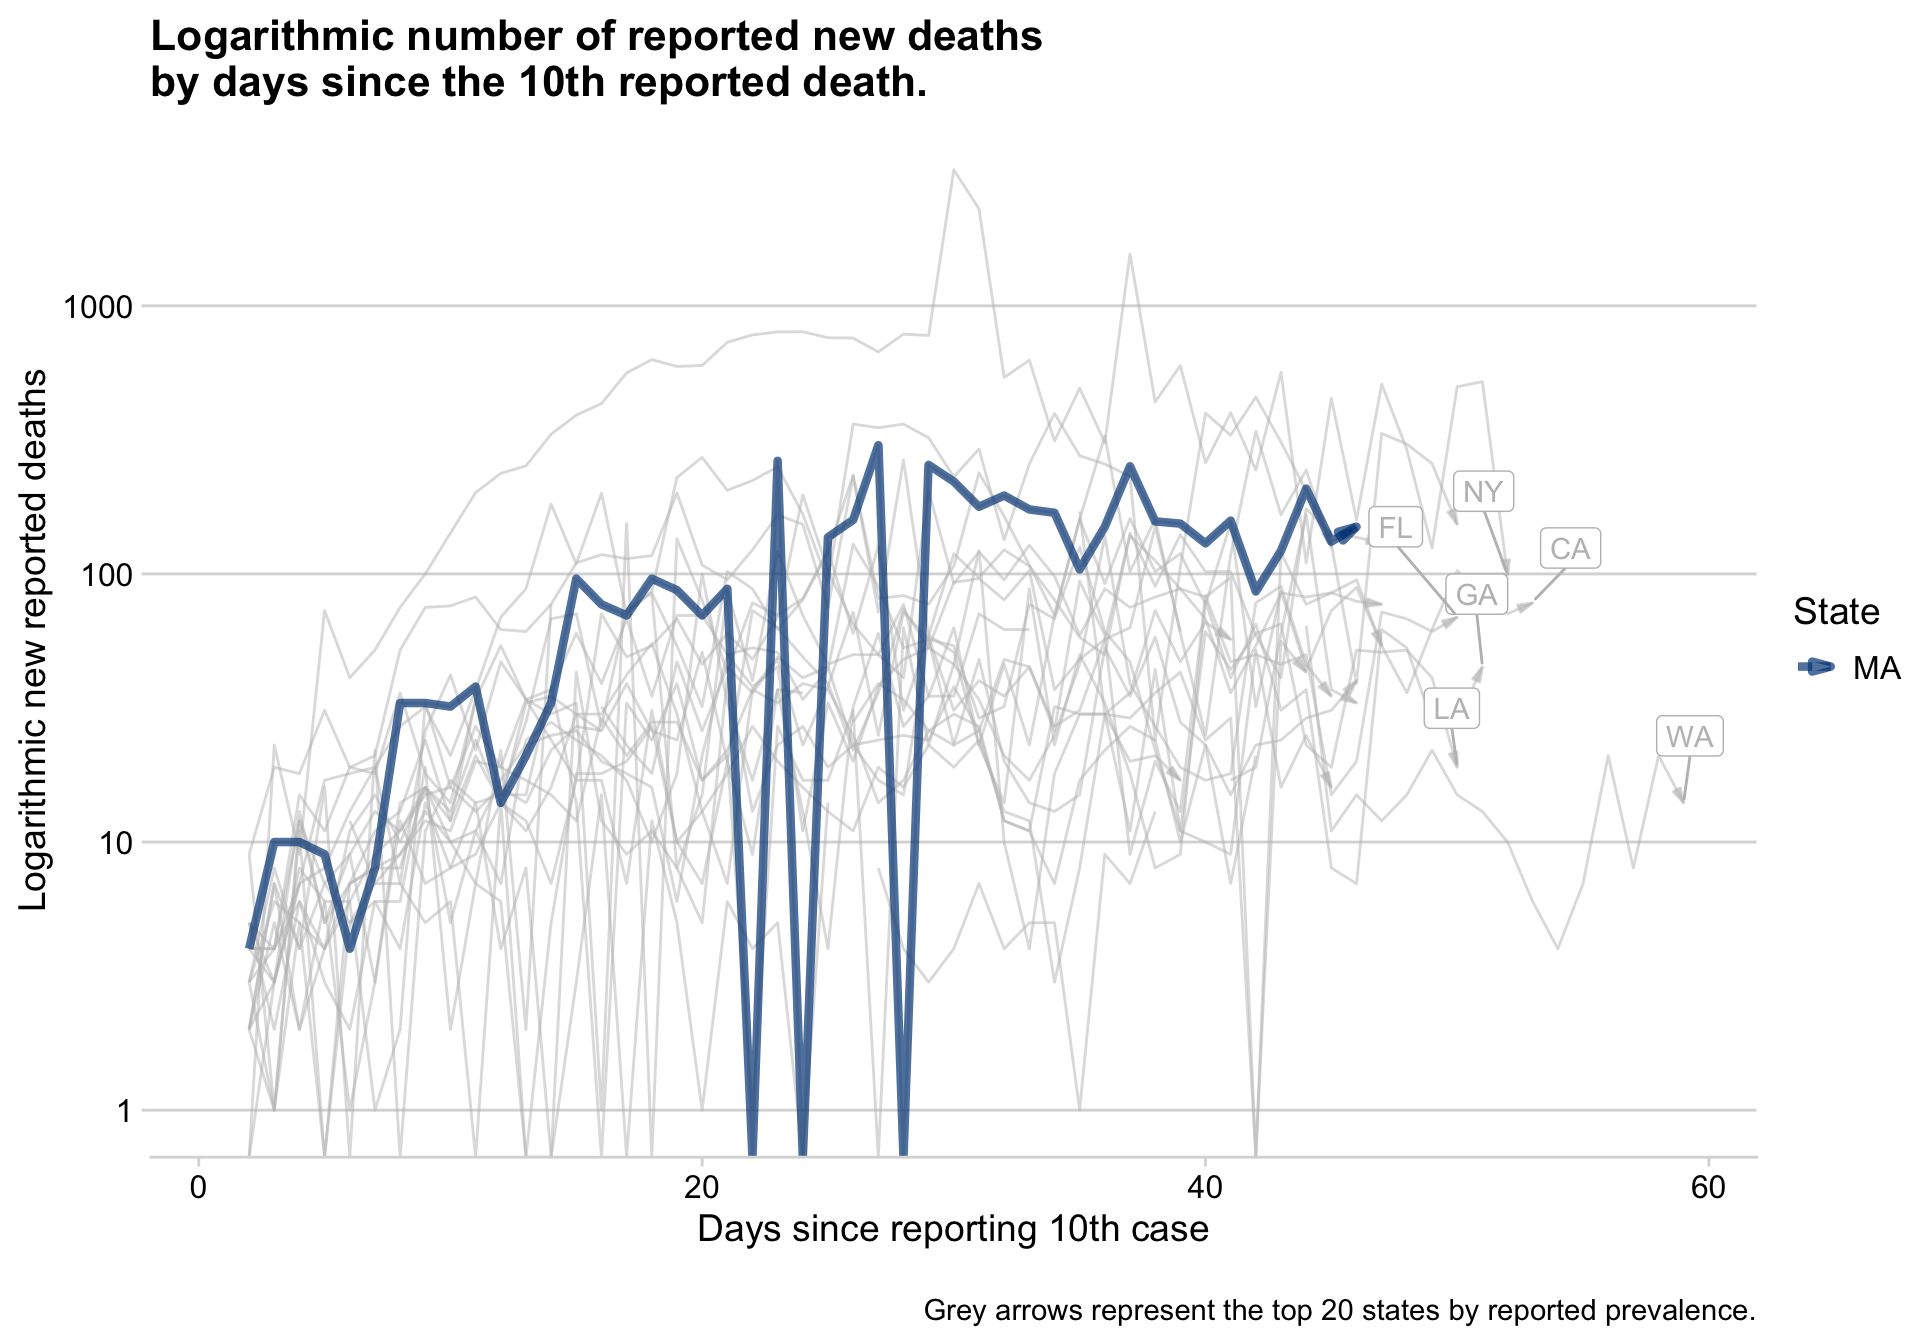 Logarithmic number of reported new deaths
by days since the 10th reported death.
Logarithmic new reported deaths
1000
100
10
1
NY
FL
CA
GA
LA
WA
State
MA
0
20
40
60
Days since reporting 10th case
Grey arrows represent the top 20 states by reported prevalence.